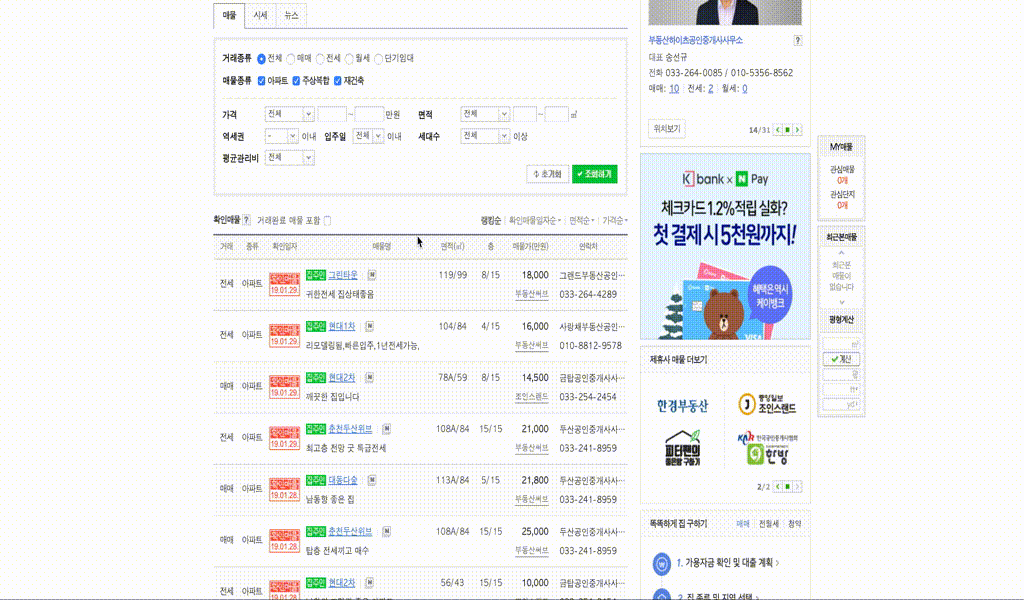 매물 시세 뉴스
거래종류 전체 매매 전세 월세 단기임대
매물종류 아파트 주상복합 재건축
가격 전체 ~ 만원 면적 전체 ~ ㎡
역세권 - 이내 입주일 전체 이내 세대수 전체 이상
평균관리비 전체
초기화 조회하기
확인매물 ? 거래완료 매물 포함
랭킹순 확인매물일자순 면적순 가격순
거래 종류 확인일자 매물명 면적(㎡) 층 매물가(만원) 연락처
전세 아파트 확인매물 19.01.29. 집주인 그린타운 N 119/99 8/15 18,000 그랜드부동산공인…
귀한전세 집상태좋음 부동산써브 033-264-4289
전세 아파트 확인매물 19.01.29. 집주인 현대1차 N 104/84 4/15 16,000 사랑채부동산공인…
리모델링됨,빠른입주,1년전세가능, 부동산써브 010-8812-9578
매매 아파트 확인매물 19.01.29. 집주인 현대2차 N 78A/59 8/15 14,500 금탑공인중개사사…
깨끗한 집입니다 조인스랜드 033-254-2454
전세 아파트 확인매물 19.01.29. 집주인 춘천두산위브 N 108A/84 15/15 21,000 두산공인중개사사…
최고층 전망 굿 특급전세 부동산써브 033-241-8959
매매 아파트 확인매물 19.01.28. 집주인 대동다숲 N 113A/84 5/15 21,800 두산공인중개사사…
남동향 좋은 집 부동산써브 033-241-8959
매매 아파트 확인매물 19.01.28. 집주인 춘천두산위브 N 108A/84 15/15 25,000 두산공인중개사사…
탑층 전세끼고 매수 부동산써브 033-241-8959
전세 아파트 확인매물 19.01.28. 집주인 현대2차 N 56/43 15/15 10,000 금탑공인중개사사…
부동산하이츠공인중개사사무소 ?
대표 송선규
전화 033-264-0085 / 010-5356-8562
매매: 10 전세: 2 월세: 0
위치보기 14/31
K bank x N Pay
체크카드 1.2%적립 실화?
첫 결제 시 5천원까지!
혜택은 역시
케이뱅크
VISA
제휴사 매물 더보기
한경부동산 중앙일보 조인스랜드
피터팬의 좋은방 구하기 KAR 한국공인중개사협회 한방
2/2
똑똑하게 집 구하기 매매 전월세 청약
1. 가용자금 확인 및 대출 계획 >
2. 집 종류 및 지역 선택 >
MY매물
관심매물
0개
관심단지
0개
최근본매물
최근본
매물이
없습니다
평형계산
㎡
계산
평